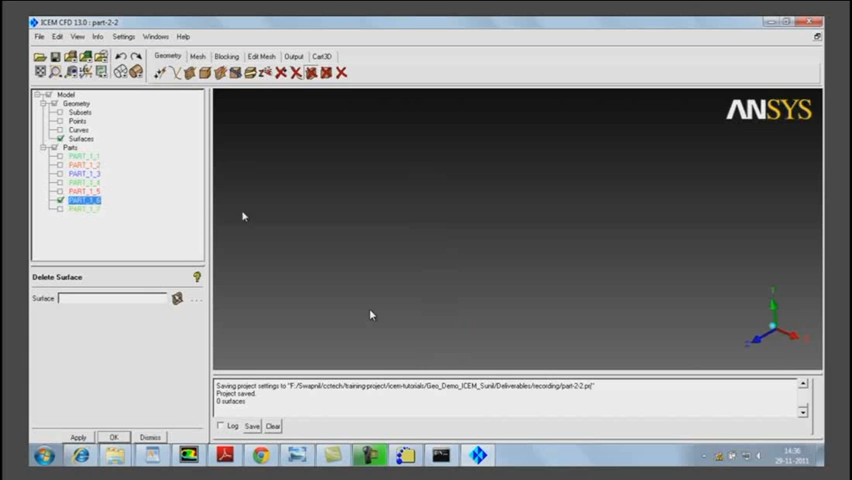 ICEM CFD 13.0 : part-2-2
File Edit View Info Settings Windows Help
Geometry Mesh Blocking Edit Mesh Output Cart3D
Model
Geometry
Subsets
Points
Curves
Surfaces
Parts
PART_1_1
PART_1_2
PART_1_3
PART_1_4
PART_1_5
PART_1_6
PART_1_7
ANSYS
Delete Surface
Surface
Apply OK Dismiss
Saving project settings to "F:/Swapnil/cctech/training-project/icem-tutorials/Geo_Demo_ICEM_Sunil/Deliverables/recording/part-2-2.prj"
Project saved.
0 surfaces
Log Save Clear
14:36
29-11-2011